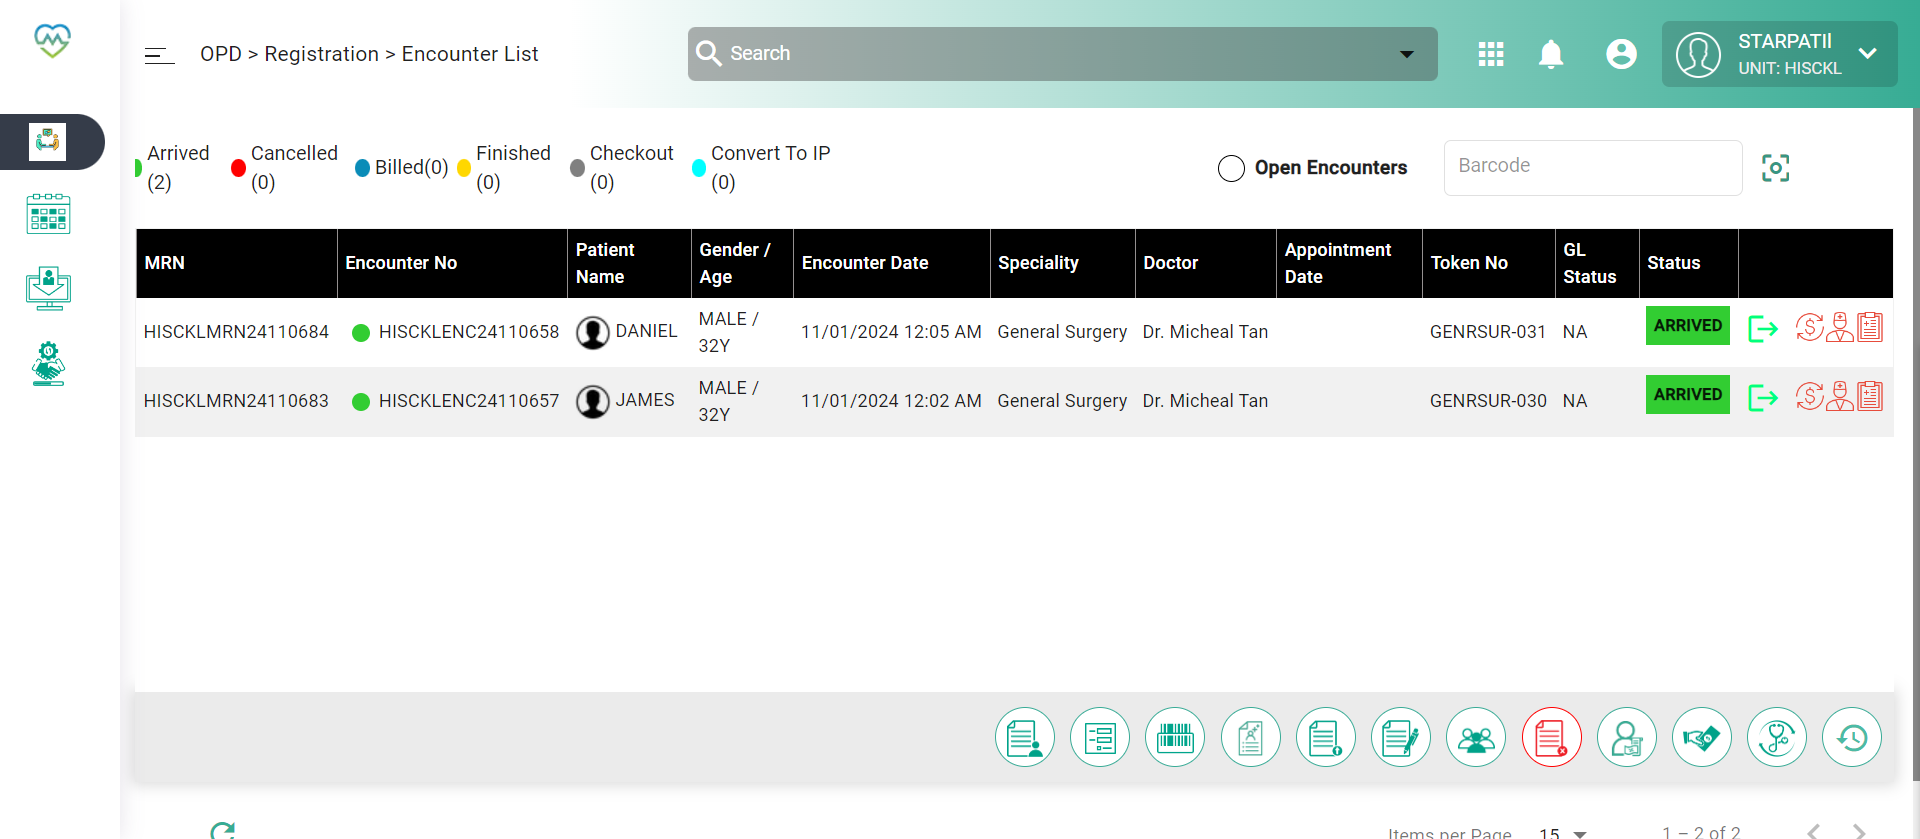 OPD > Registration > Encounter List
Search
STARPATII
UNIT: HISCKL
Arrived (2)
Cancelled (0)
Billed(0)
Finished (0)
Checkout (0)
Convert To IP (0)
Open Encounters
Barcode
MRN Encounter No Patient Name Gender / Age Encounter Date Speciality Doctor Appointment Date Token No GL Status Status
HISCKLMRN24110684 HISCKLENC24110658 DANIEL MALE / 32Y 11/01/2024 12:05 AM General Surgery Dr. Micheal Tan GENRSUR-031 NA ARRIVED
HISCKLMRN24110683 HISCKLENC24110657 JAMES MALE / 32Y 11/01/2024 12:02 AM General Surgery Dr. Micheal Tan GENRSUR-030 NA ARRIVED
Items per Page 15 1 – 2 of 2